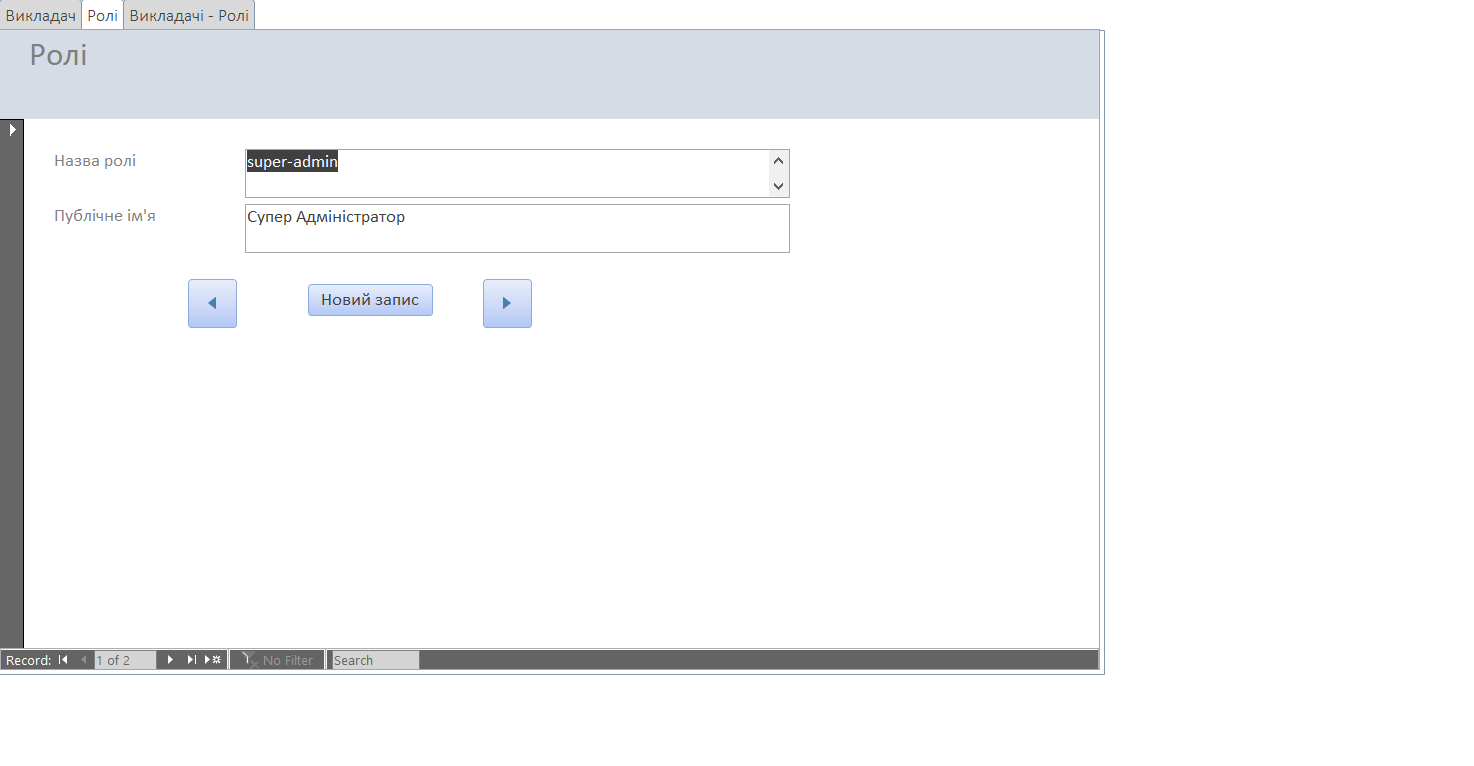 Викладач Ролі Викладачі - Ролі
Ролі
Назва ролі super-admin
Публічне ім'я Супер Адміністратор
Новий запис
Record: 1 of 2 No Filter Search